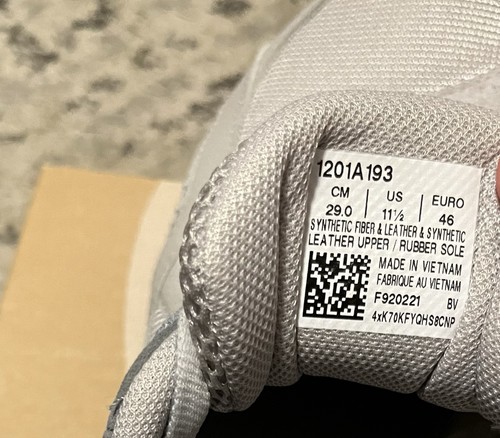 1201A193
CM | US | EURO
29.0 | 11½ | 46
SYNTHETIC FIBER & LEATHER & SYNTHETIC
LEATHER UPPER / RUBBER SOLE
MADE IN VIETNAM
FABRIQUE AU VIETNAM
F920221 BV
4xK70KFYQHS8CNP